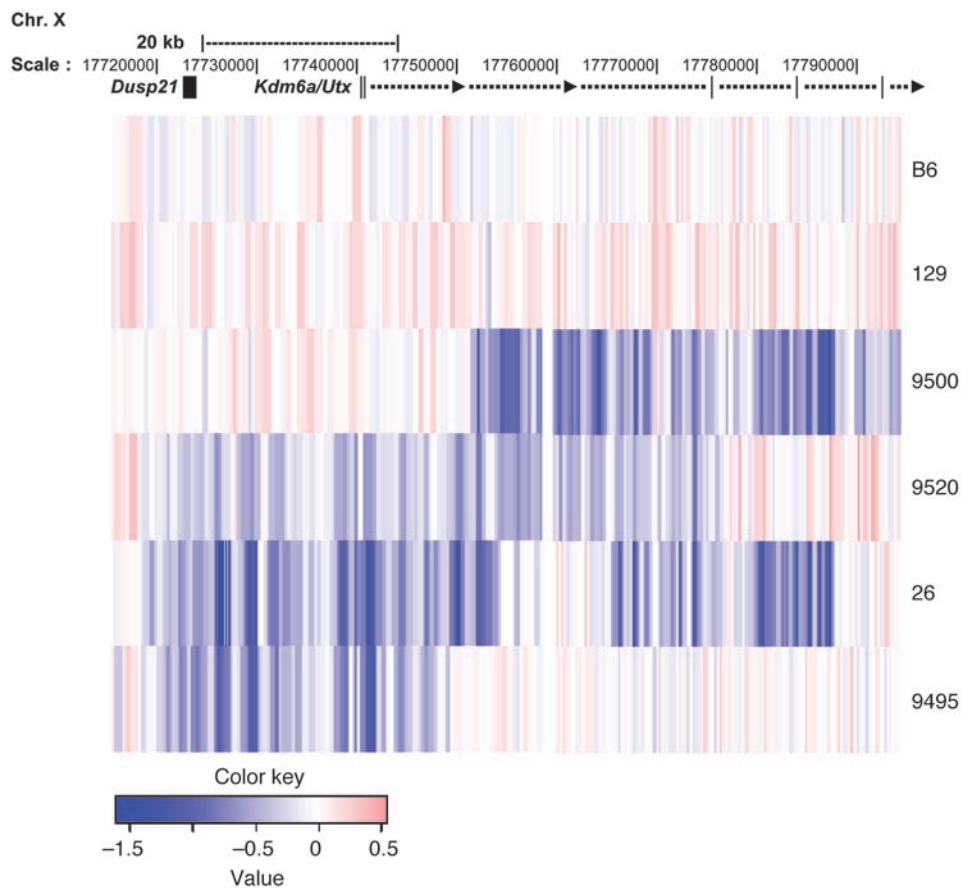 Chr. X
20 kb
Scale : 17720000| 17730000| 17740000| 17750000| 17760000| 17770000| 17780000| 17790000|
Dusp21 Kdm6a/Utx
B6
129
9500
9520
26
9495
Color key
−1.5 −0.5 0 0.5
Value